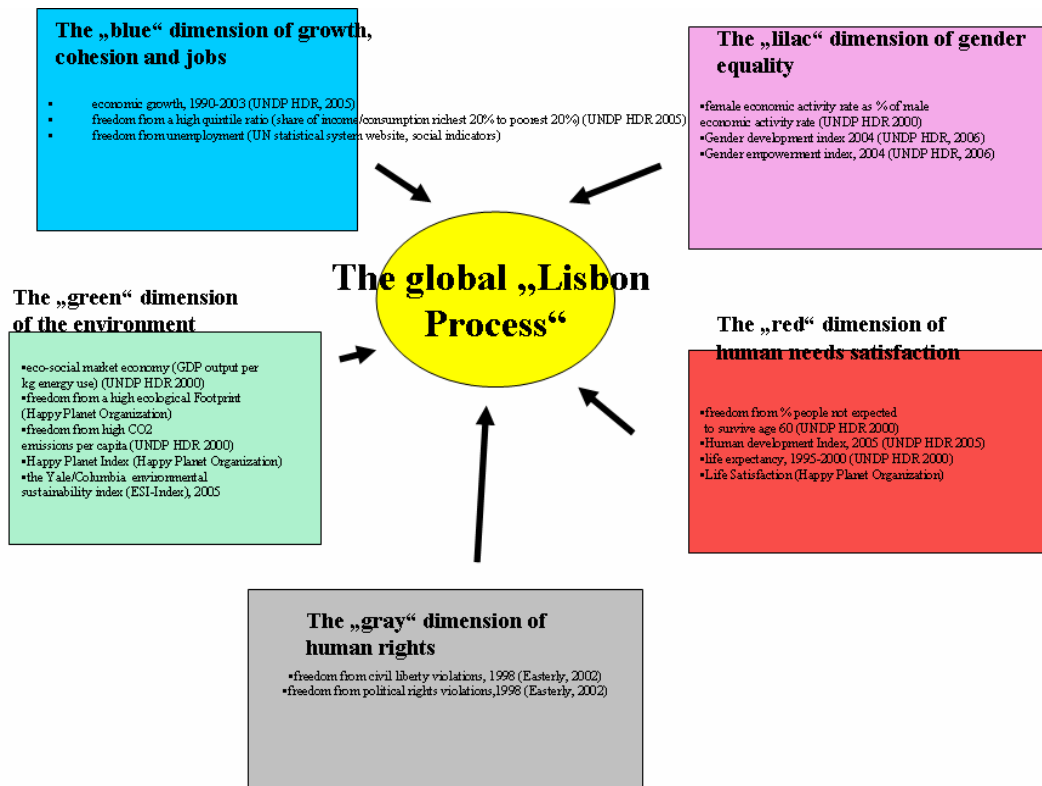 The „blue“ dimension of growth,
cohesion and jobs
• economic growth, 1990-2003 (UNDP HDR, 2005)
• freedom from a high quintile ratio (share of income/consumption richest 20% to poorest 20%) (UNDP HDR 2005)
• freedom from unemployment (UN statistical system website, social indicators)
The „lilac“ dimension of gender
equality
•female economic activity rate as % of male
economic activity rate (UNDP HDR 2000)
•Gender development index 2004 (UNDP HDR, 2006)
•Gender empowerment index, 2004 (UNDP HDR, 2006)
The global „Lisbon
Process“
The „green“ dimension
of the environment
•eco-social market economy (GDP output per
kg energy use) (UNDP HDR 2000)
•freedom from a high ecological Footprint
(Happy Planet Organization)
•freedom from high CO2
emissions per capita (UNDP HDR 2000)
•Happy Planet Index (Happy Planet Organization)
•the Yale/Columbia environmental
sustainability index (ESI-Index), 2005
The „red“ dimension of
human needs satisfaction
•freedom from % people not expected
to survive age 60 (UNDP HDR 2000)
•Human development Index, 2005 (UNDP HDR 2005)
•life expectancy, 1995-2000 (UNDP HDR 2000)
•Life Satisfaction (Happy Planet Organization)
The „gray“ dimension of
human rights
•freedom from civil liberty violations, 1998 (Easterly, 2002)
•freedom from political rights violations,1998 (Easterly, 2002)